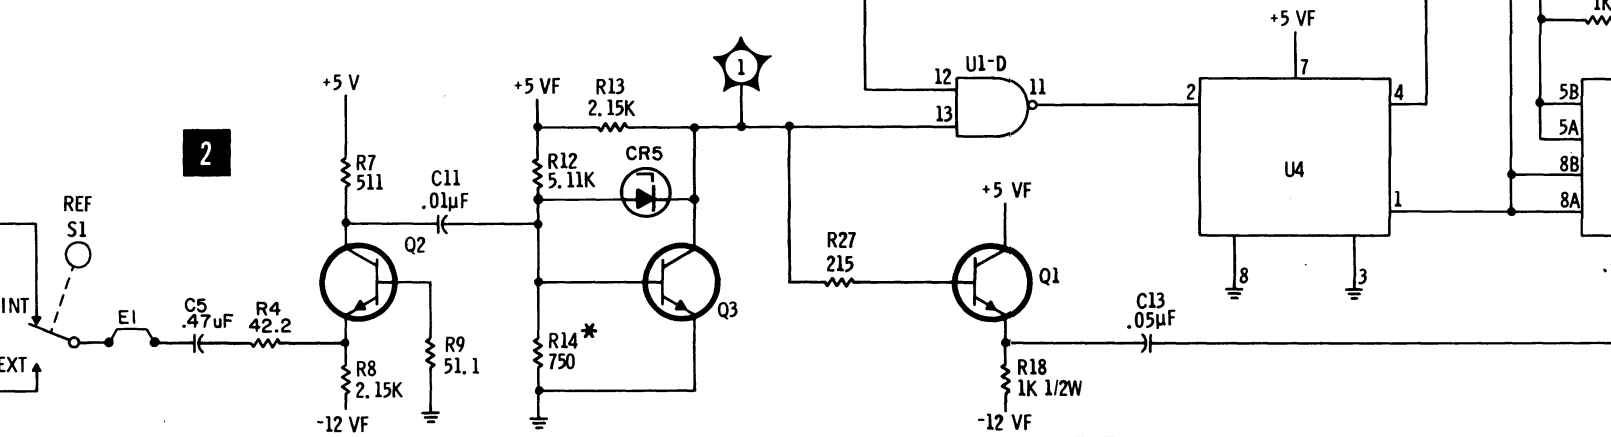 1K
+5 VF
1
U1-D
12
11
7
+5 V
+5 VF
R13
2.15K
13
2
4
5B
5A
2
R7
511
R12
5.11K
CR5
U4
8B
C11
.01µF
+5 VF
1
8A
REF
S1
Q2
R27
215
8
3
Q1
INT
E1
C5
.47uF
R4
42.2
Q3
C13
.05µF
R9
51.1
R14 *
750
EXT
R8
2.15K
R18
1K 1/2W
-12 VF
-12 VF